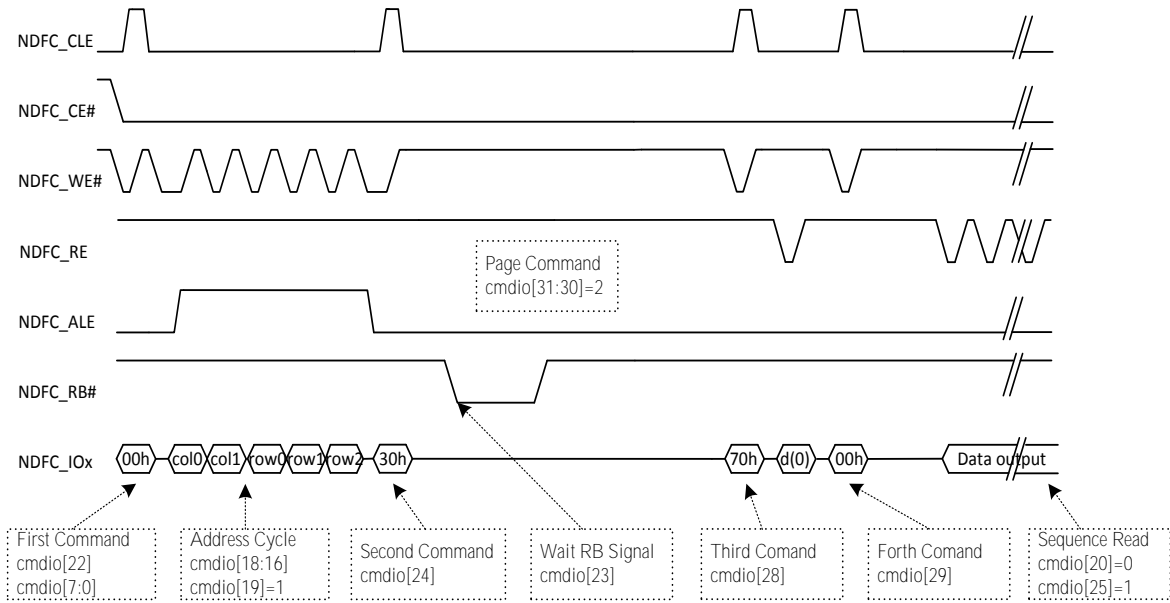 NDFC_CLE
NDFC_CE#
NDFC_WE#
NDFC_RE
Page Command
cmdio[31:30]=2
NDFC_ALE
NDFC_RB#
NDFC_IOx
00h col0 col1 row0 row1 row2 30h 70h d(0) 00h Data output
First Command
cmdio[22]
cmdio[7:0]
Address Cycle
cmdio[18:16]
cmdio[19]=1
Second Command
cmdio[24]
Wait RB Signal
cmdio[23]
Third Comand
cmdio[28]
Forth Comand
cmdio[29]
Sequence Read
cmdio[20]=0
cmdio[25]=1